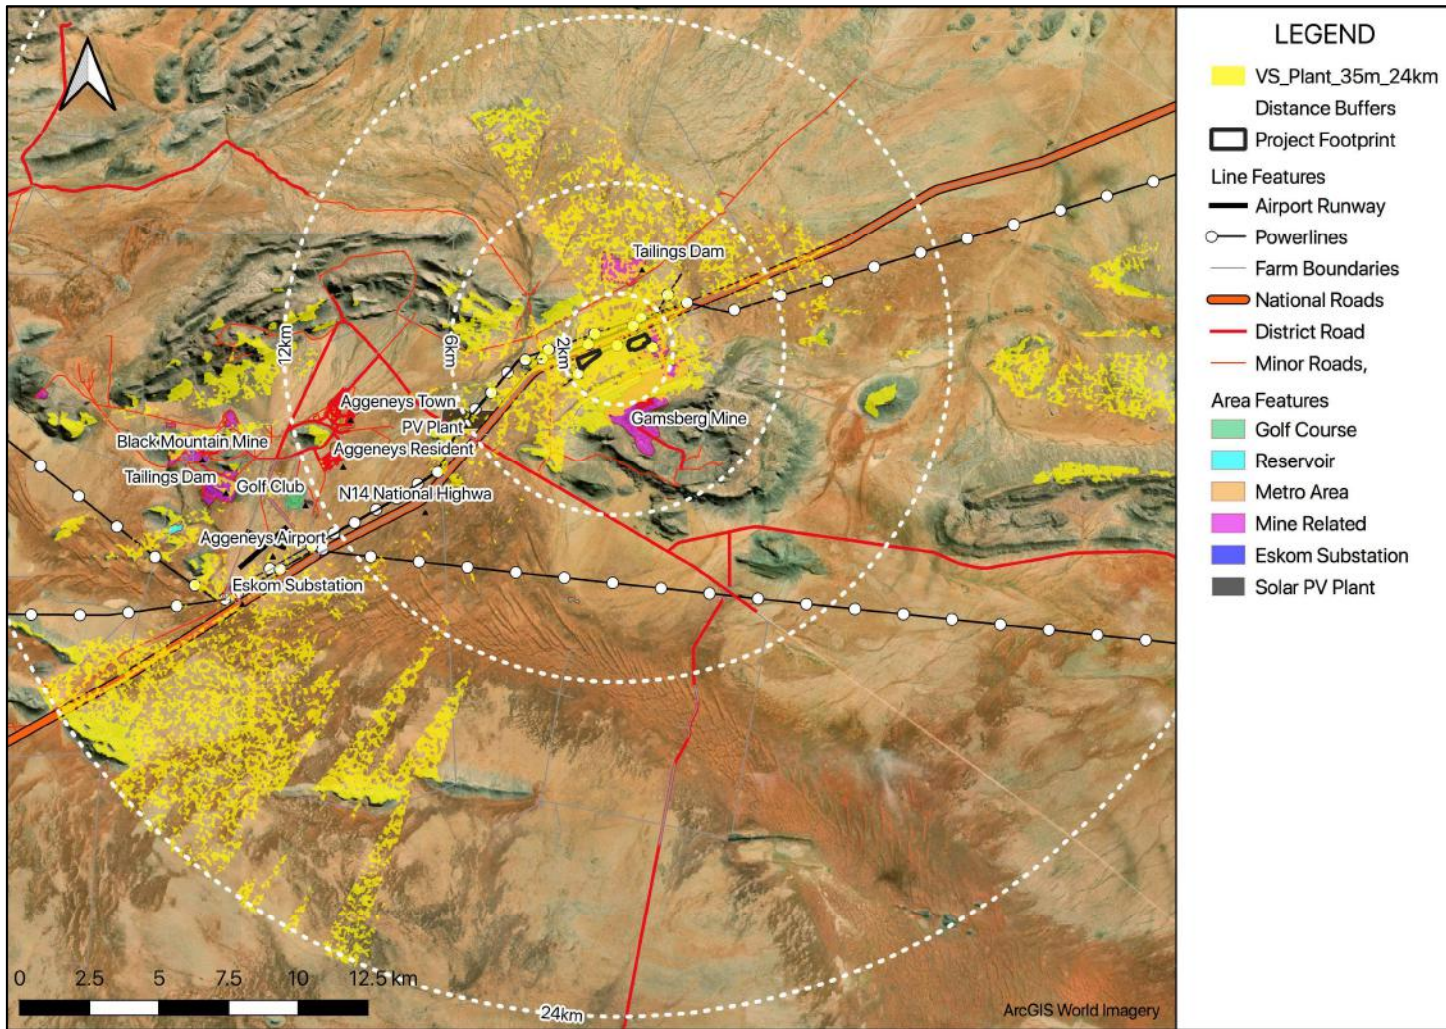 LEGEND
VS_Plant_35m_24km
Distance Buffers
Project Footprint
Line Features
Airport Runway
Powerlines
Farm Boundaries
National Roads
District Road
Minor Roads,
Area Features
Golf Course
Reservoir
Metro Area
Mine Related
Eskom Substation
Solar PV Plant
Tailings Dam
12km
6km
2km
Aggeneys Town
PV Plant
Gamsberg Mine
Black Mountain Mine
Aggeneys Resident
Tailings Dam
Golf Club
N14 National Highwa
Aggeneys Airport
Eskom Substation
0 2.5 5 7.5 10 12.5 km
24km
ArcGIS World Imagery